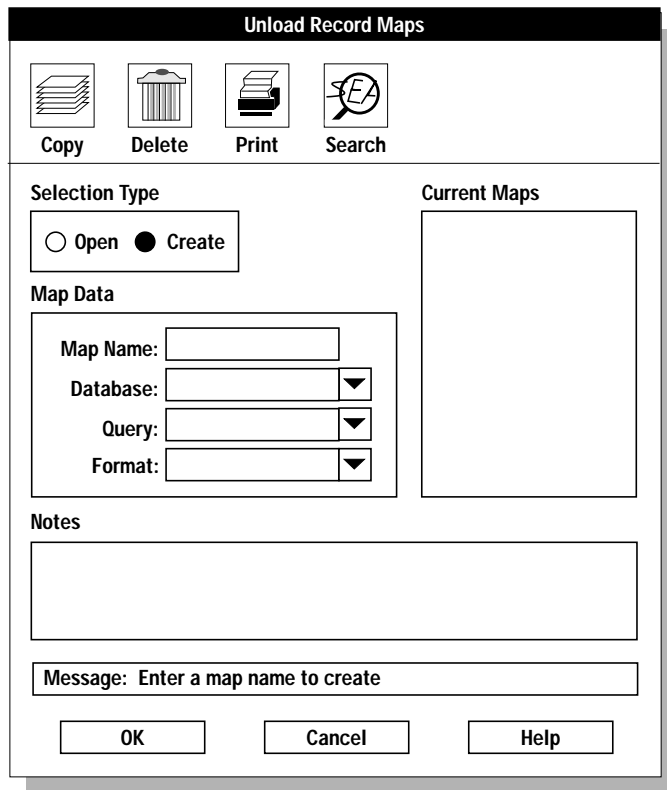 Unload Record Maps
SEA
Copy Delete Print Search
Selection Type
Open Create
Current Maps
Map Data
Map Name:
Database:
Query:
Format:
Notes
Message: Enter a map name to create
OK Cancel Help